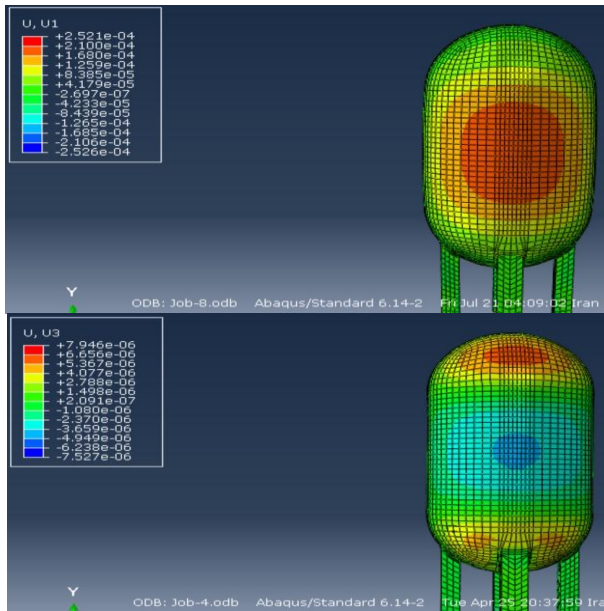 U, U1
+2.521e-04
+2.100e-04
+1.680e-04
+1.259e-04
+8.385e-05
+4.179e-05
-2.697e-07
-4.233e-05
-8.439e-05
-1.265e-04
-1.685e-04
-2.106e-04
-2.526e-04
Y
ODB: Job-8.odb Abaqus/Standard 6.14-2 Fri Jul 21 04:09:02 Iran
U, U3
+7.946e-06
+6.656e-06
+5.367e-06
+4.077e-06
+2.788e-06
+1.498e-06
+2.091e-07
-1.080e-06
-2.370e-06
-3.659e-06
-4.949e-06
-6.238e-06
-7.527e-06
Y
ODB: Job-4.odb Abaqus/Standard 6.14-2 Tue Apr 25 20:37:59 Ira